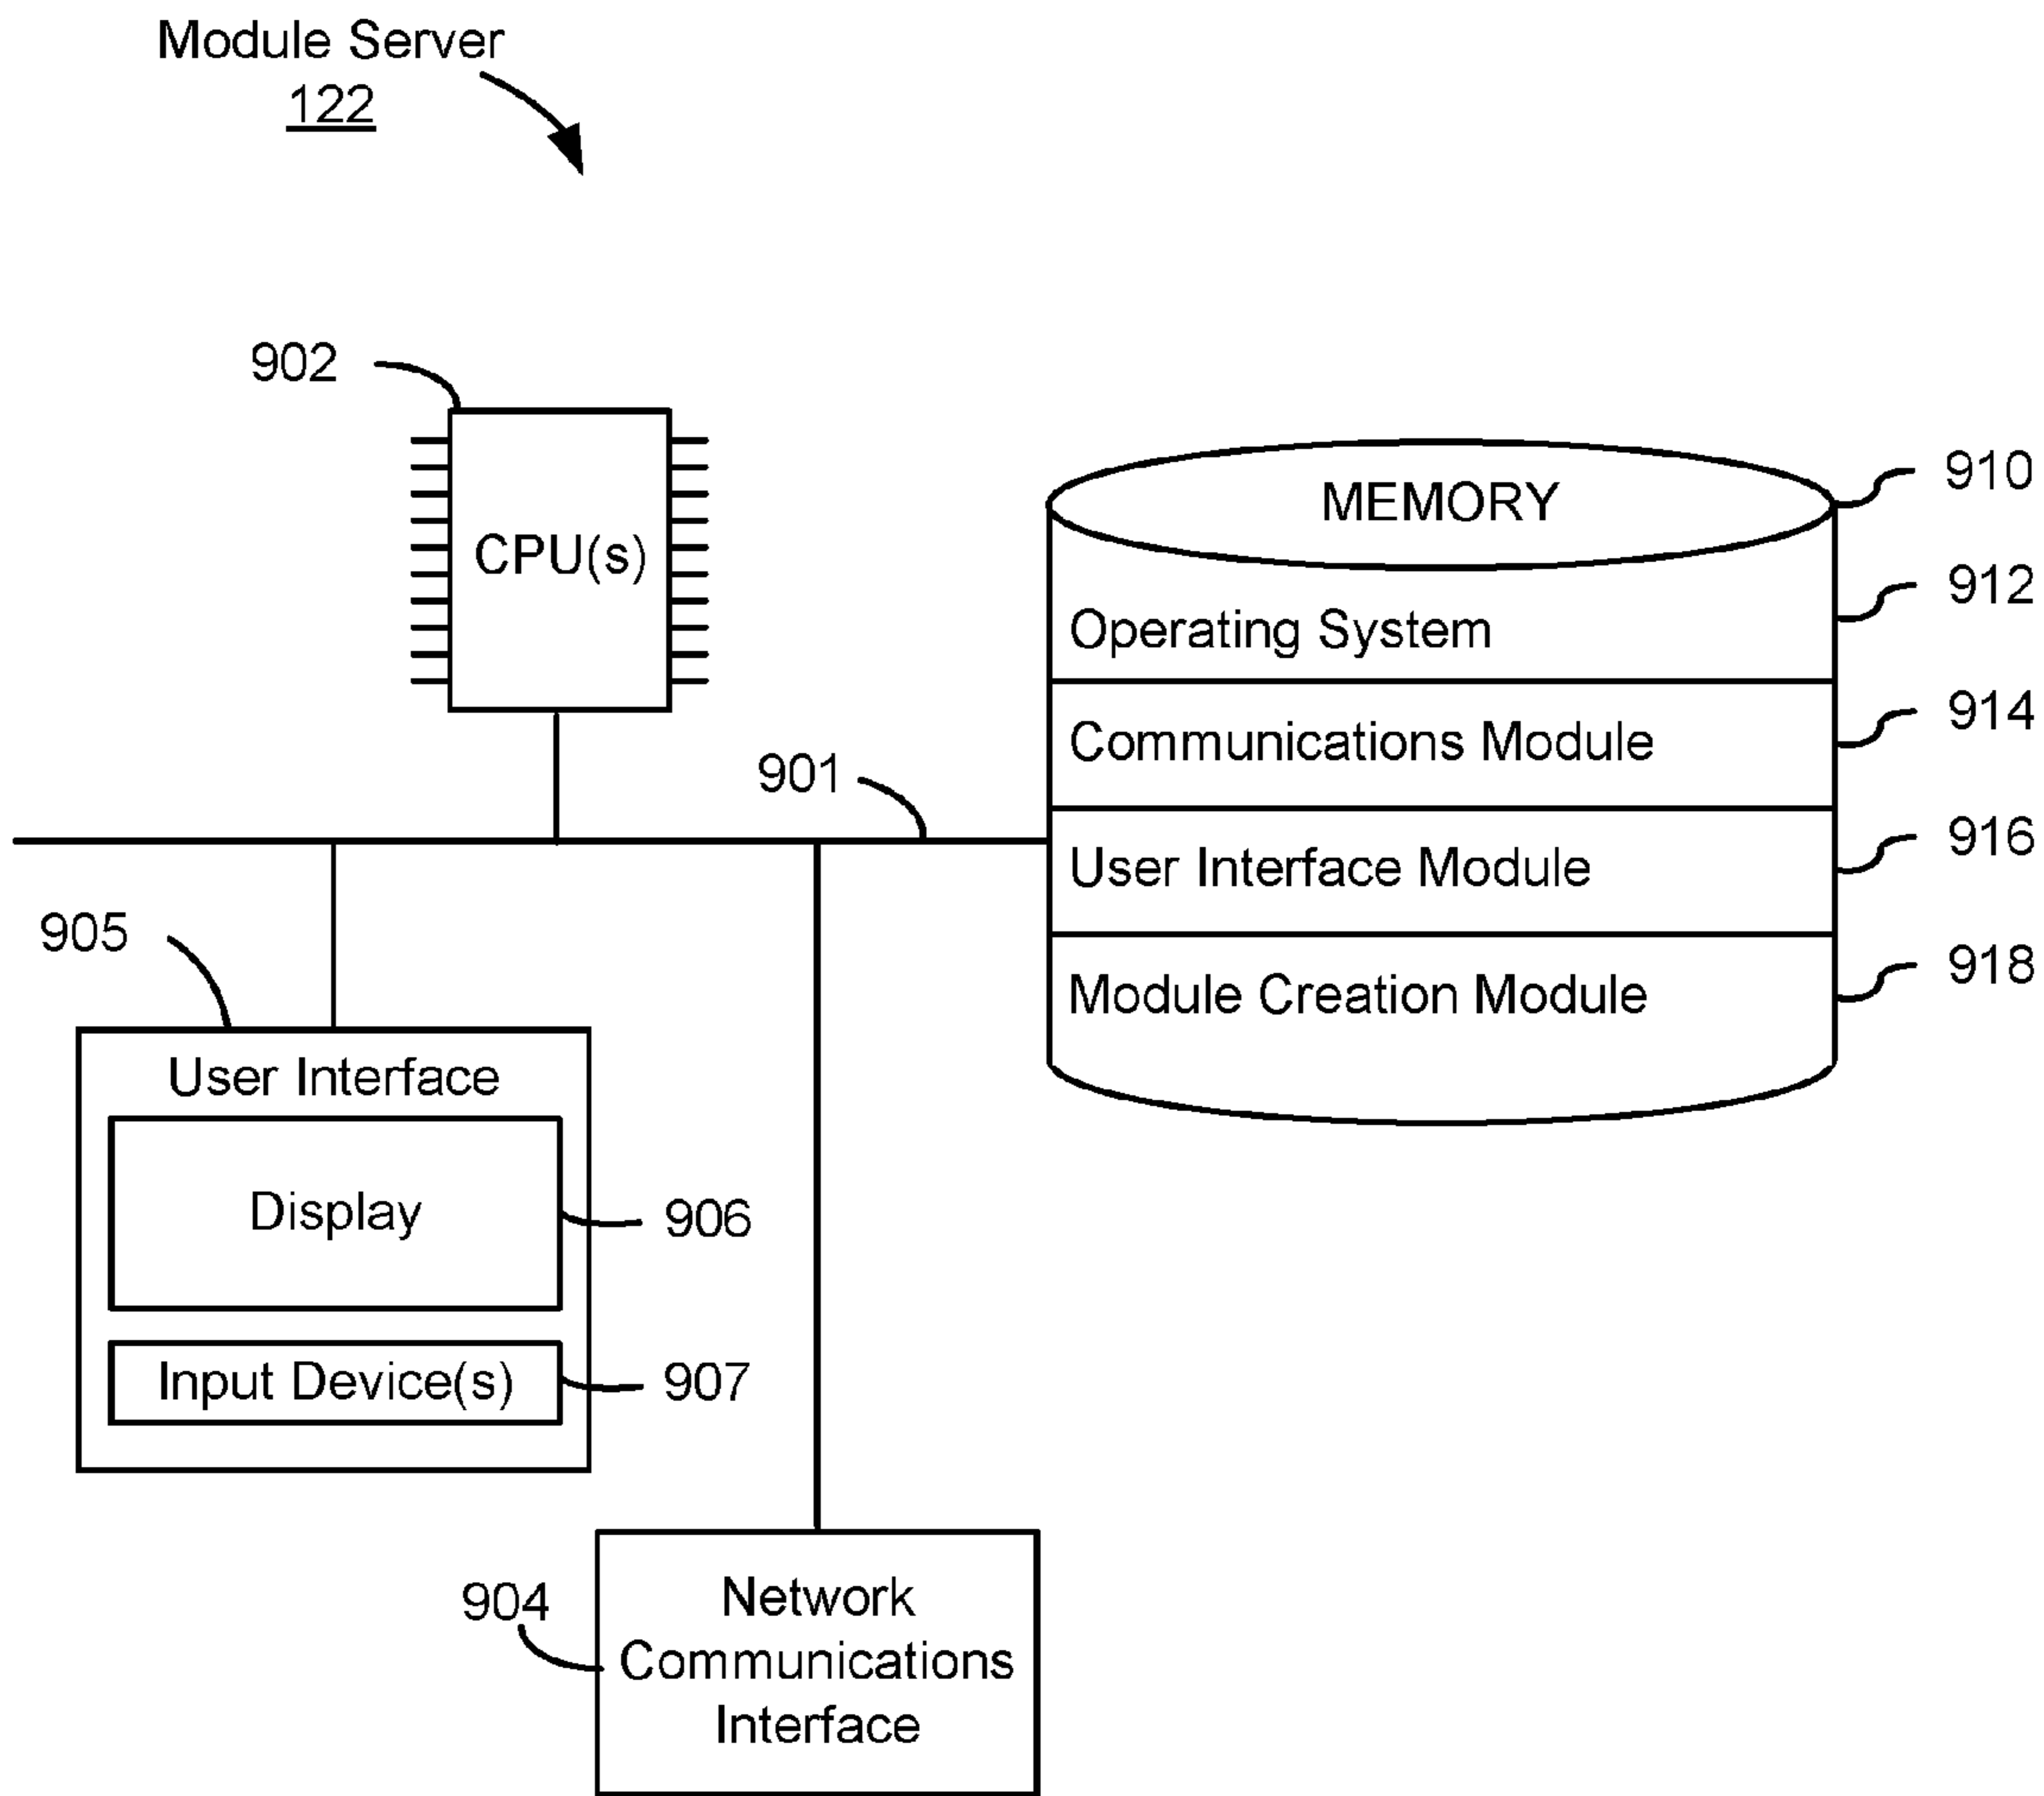 Module Server
122
902
CPU(s)
MEMORY
910
Operating System
912
Communications Module
914
901
User Interface Module
916
Module Creation Module
918
905
User Interface
Display
906
Input Device(s)
907
904
Network
Communications
Interface